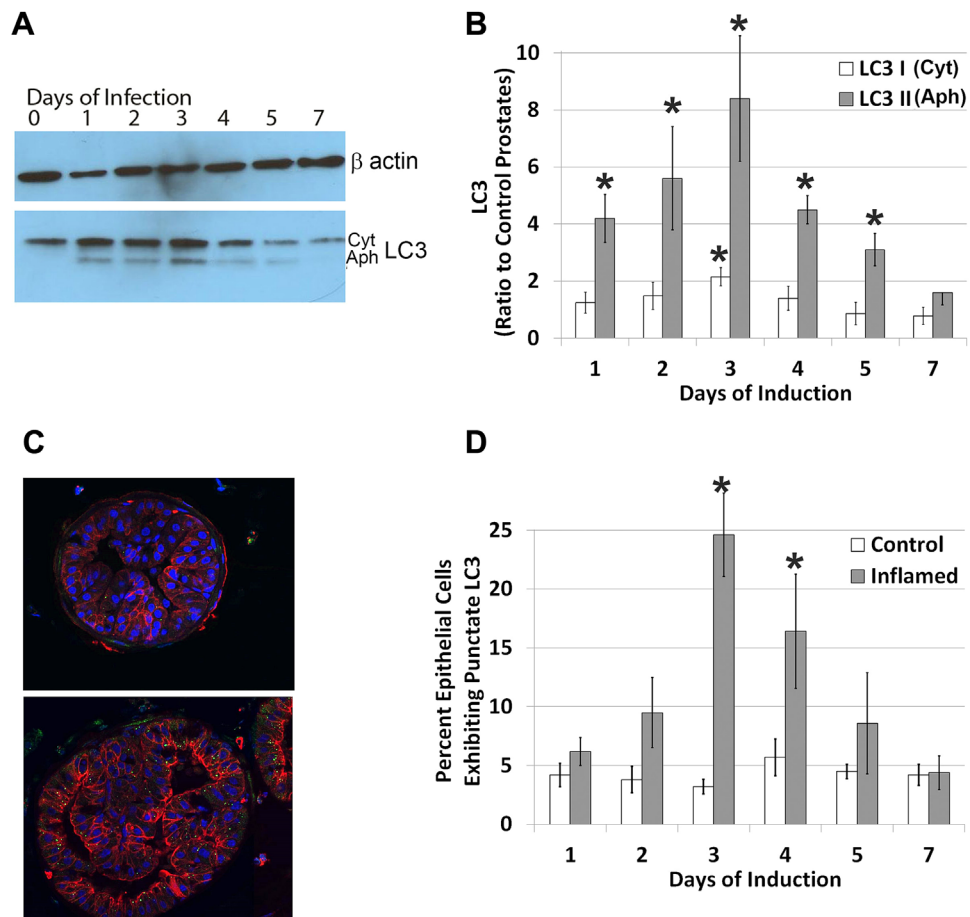 A
Days of Infection
0 1 2 3 4 5 7
β actin
Cyt
Aph
LC3
B
LC3
(Ratio to Control Prostates)
10
8
6
4
2
0
LC3 I (Cyt)
LC3 II (Aph)
* * * * * *
1 2 3 4 5 7
Days of Induction
C
D
Percent Epithelial Cells
Exhibiting Punctate LC3
25
20
15
10
5
0
Control
Inflamed
* *
1 2 3 4 5 7
Days of Induction